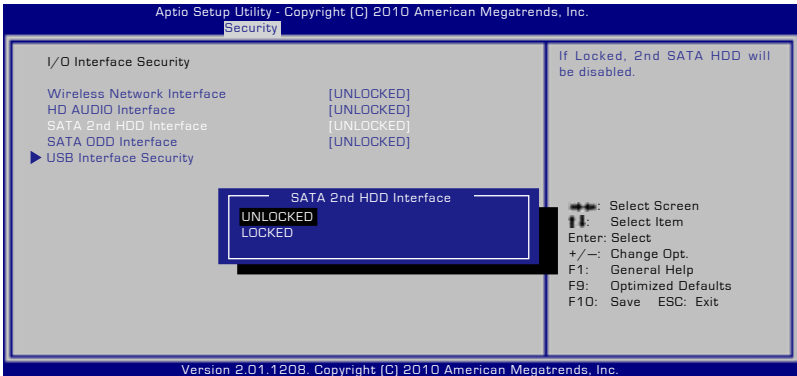 Aptio Setup Utility - Copyright (C) 2010 American Megatrends, Inc.
Security
I/O Interface Security
Wireless Network Interface [UNLOCKED]
HD AUDIO Interface [UNLOCKED]
SATA 2nd HDD Interface [UNLOCKED]
SATA ODD Interface [UNLOCKED]
USB Interface Security
SATA 2nd HDD Interface
UNLOCKED
LOCKED
If Locked, 2nd SATA HDD will
be disabled.
: Select Screen
: Select Item
Enter: Select
+/—: Change Opt.
F1: General Help
F9: Optimized Defaults
F10: Save ESC: Exit
Version 2.01.1208. Copyright (C) 2010 American Megatrends, Inc.